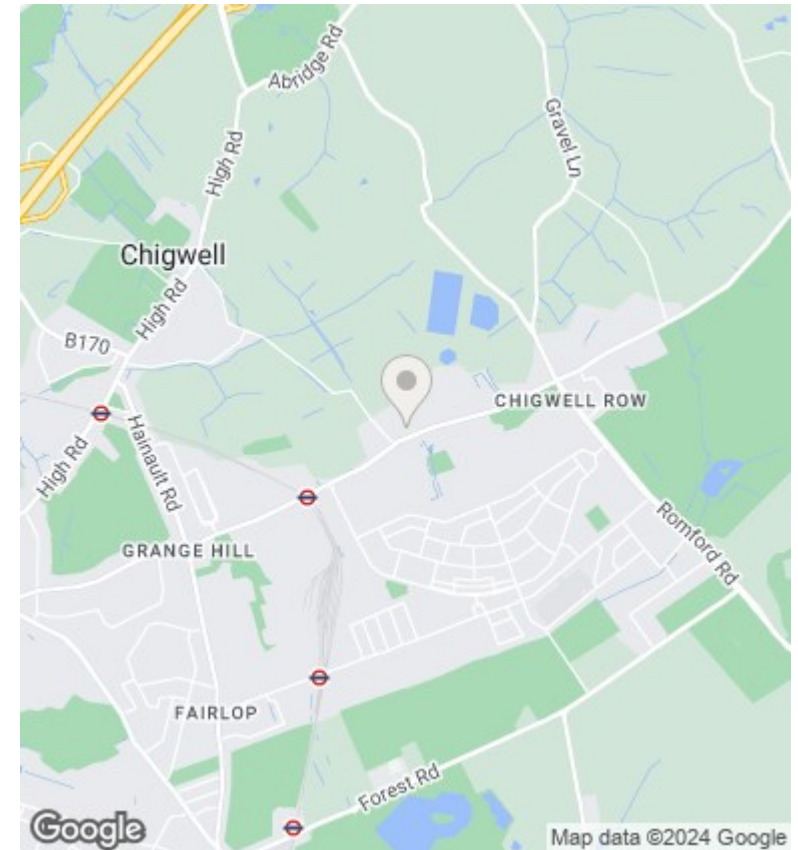 Abridge Rd
Gravel Ln
High Rd
Chigwell
High Rd
B170
CHIGWELL ROW
Hainault Rd
High Rd
Romford Rd
GRANGE HILL
FAIRLOP
Forest Rd
Google
Map data ©2024 Google